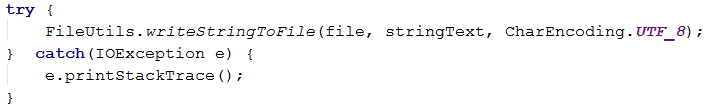 try {
    FileUtils.writeStringToFile(file, stringText, CharEncoding.UTF_8);
}  catch(IOException e) {
    e.printStackTrace();
}